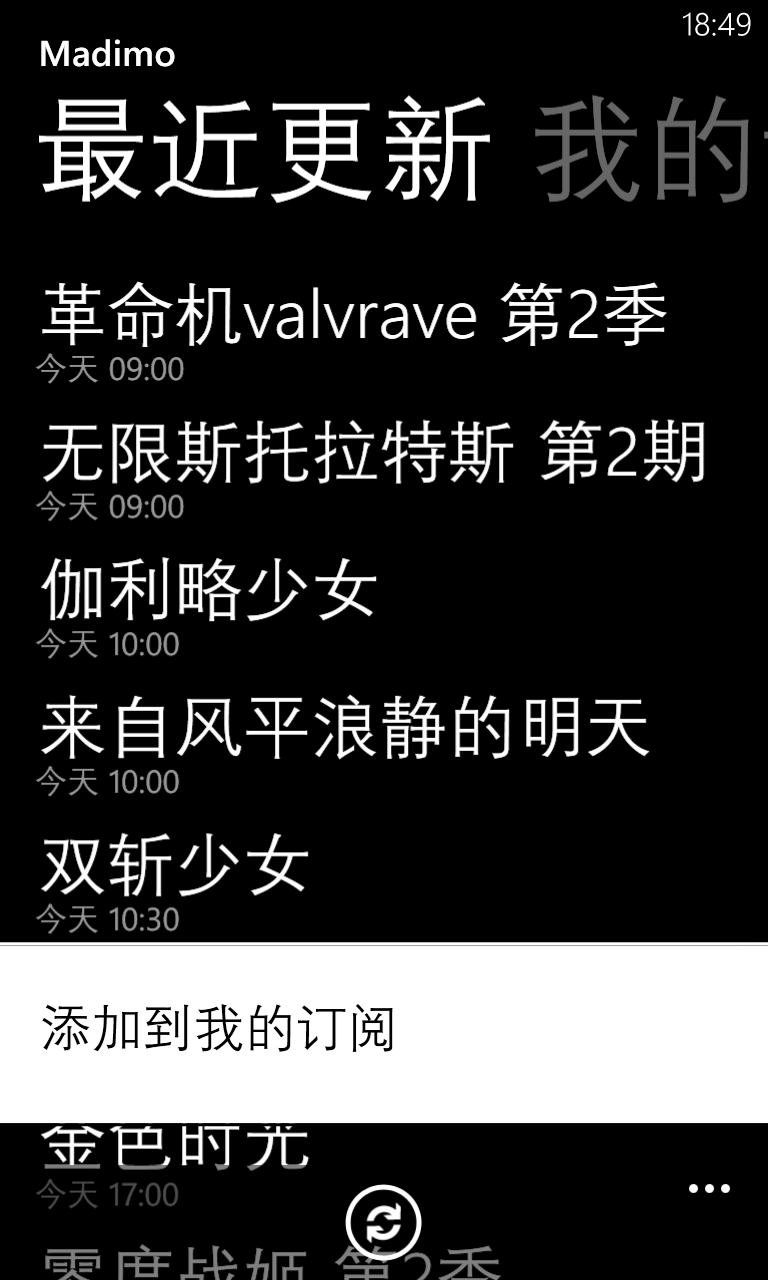 18:49
Madimo
最近更新 我的
革命机valvrave 第2季
今天 09:00
无限斯托拉特斯 第2期
今天 09:00
伽利略少女
今天 10:00
来自风平浪静的明天
今天 10:00
双斩少女
今天 10:30
添加到我的订阅
金色时光
今天 17:00
零度战姬 第2季